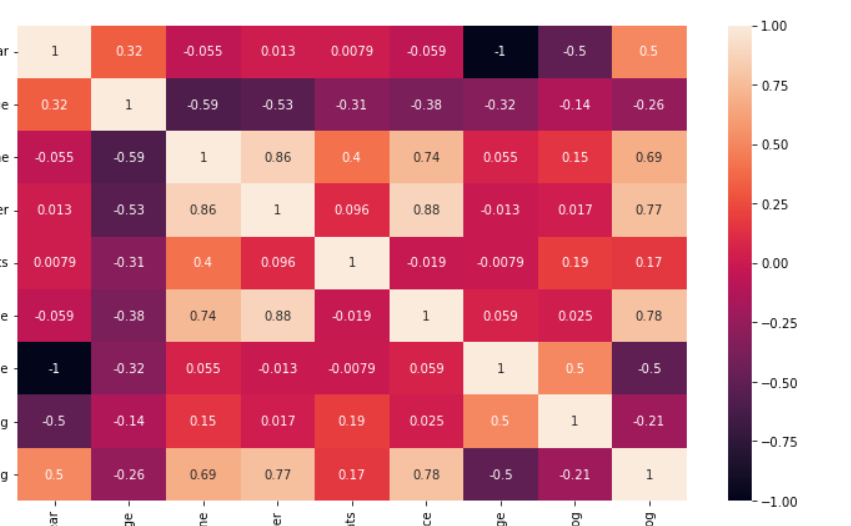 ar 1 0.32 -0.055 0.013 0.0079 -0.059 -1 -0.5 0.5
e 0.32 1 -0.59 -0.53 -0.31 -0.38 -0.32 -0.14 -0.26
ne -0.055 -0.59 1 0.86 0.4 0.74 0.055 0.15 0.69
er 0.013 -0.53 0.86 1 0.096 0.88 -0.013 0.017 0.77
ts 0.0079 -0.31 0.4 0.096 1 -0.019 -0.0079 0.19 0.17
e -0.059 -0.38 0.74 0.88 -0.019 1 0.059 0.025 0.78
e -1 -0.32 0.055 -0.013 -0.0079 0.059 1 0.5 -0.5
g -0.5 -0.14 0.15 0.017 0.19 0.025 0.5 1 -0.21
g 0.5 -0.26 0.69 0.77 0.17 0.78 -0.5 -0.21 1
ar ge ne er ts ce ge og og
1.00
0.75
0.50
0.25
0.00
−0.25
−0.50
−0.75
−1.00